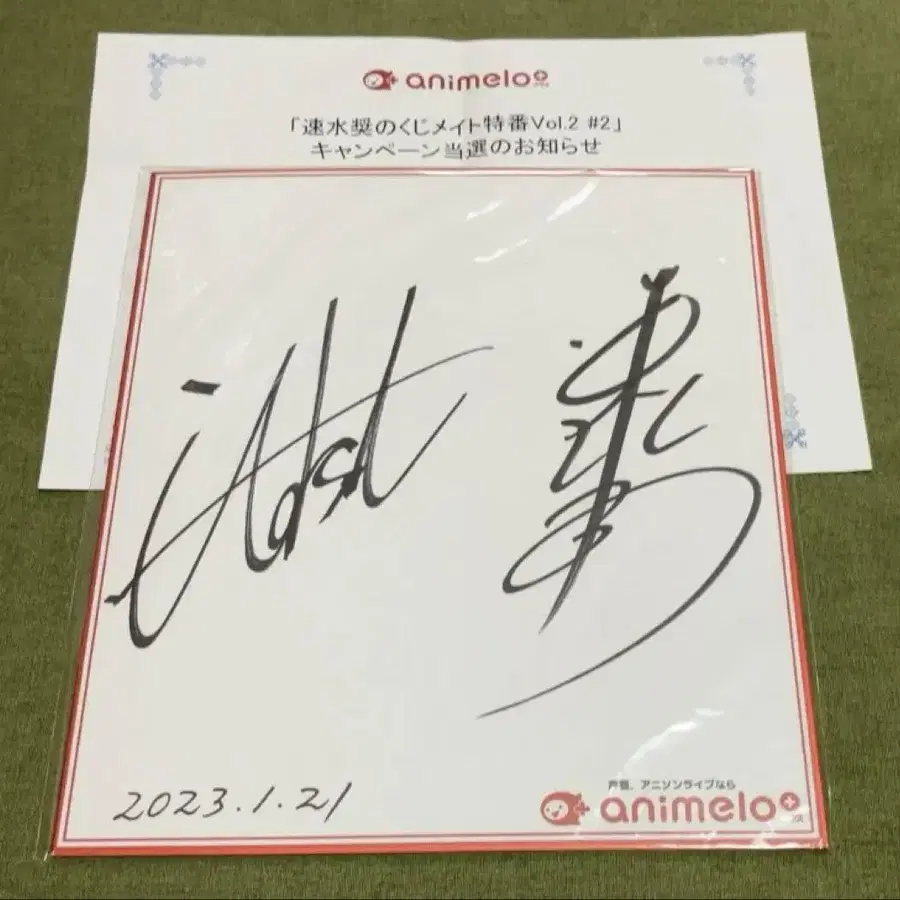 animelo+
「速水奨のくじメイト特番Vol.2 #2」
キャンペーン当選のお知らせ
2023.1.21
声優、アニソンライブなら
animelo+